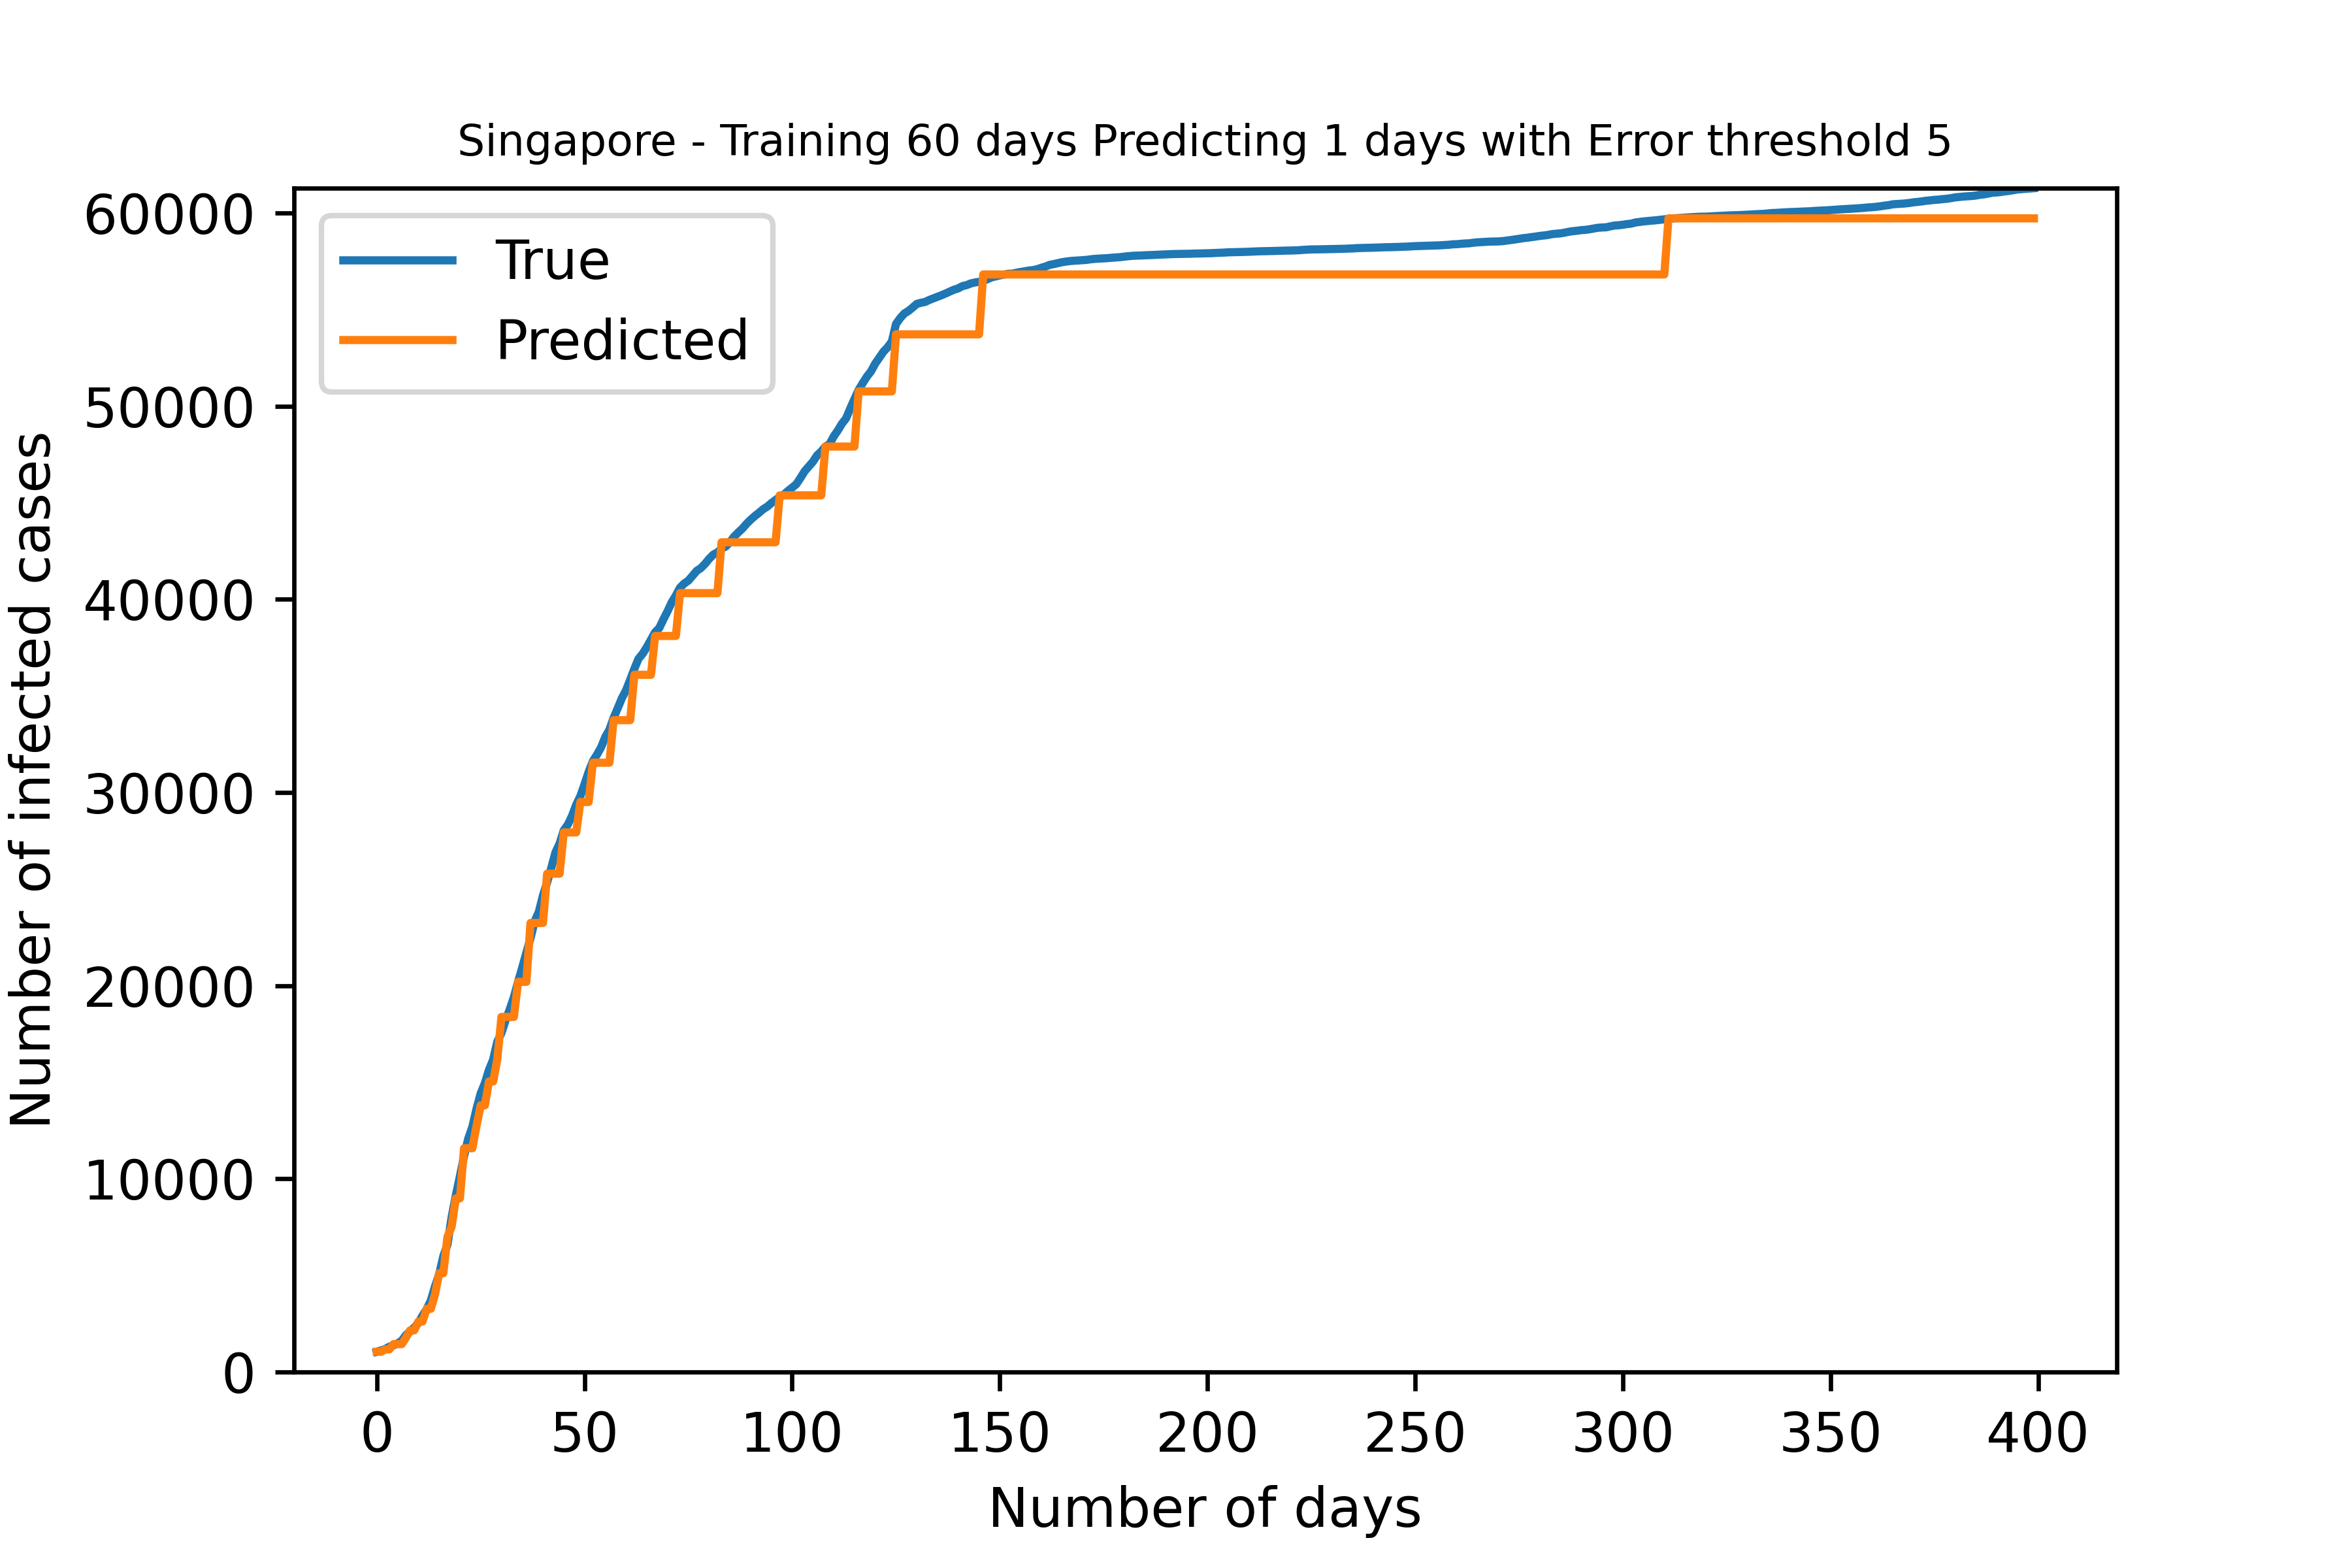 Singapore - Training 60 days Predicting 1 days with Error threshold 5
True
Predicted
Number of infected cases
60000
50000
40000
30000
20000
10000
0
0 50 100 150 200 250 300 350 400
Number of days